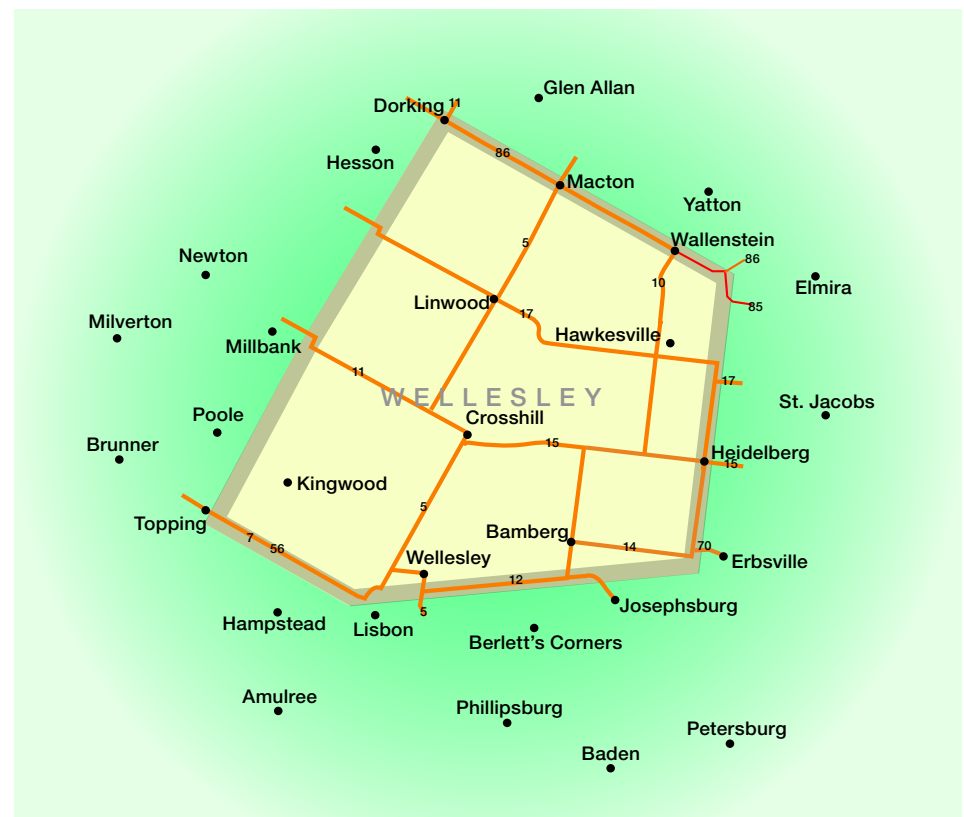 Glen Allan
Dorking
11
86
Hesson
Macton
Yatton
Wallenstein
5
Newton
86
10
Elmira
Linwood
85
17
Milverton
Hawkesville
Millbank
11
17
WELLESLEY
St. Jacobs
Poole
Crosshill
Brunner
15
Heidelberg
15
Kingwood
5
Topping
Bamberg
7
56
14
70
Wellesley
Erbsville
12
5
Josephsburg
Hampstead
Lisbon
Berlett's Corners
Amulree
Phillipsburg
Petersburg
Baden